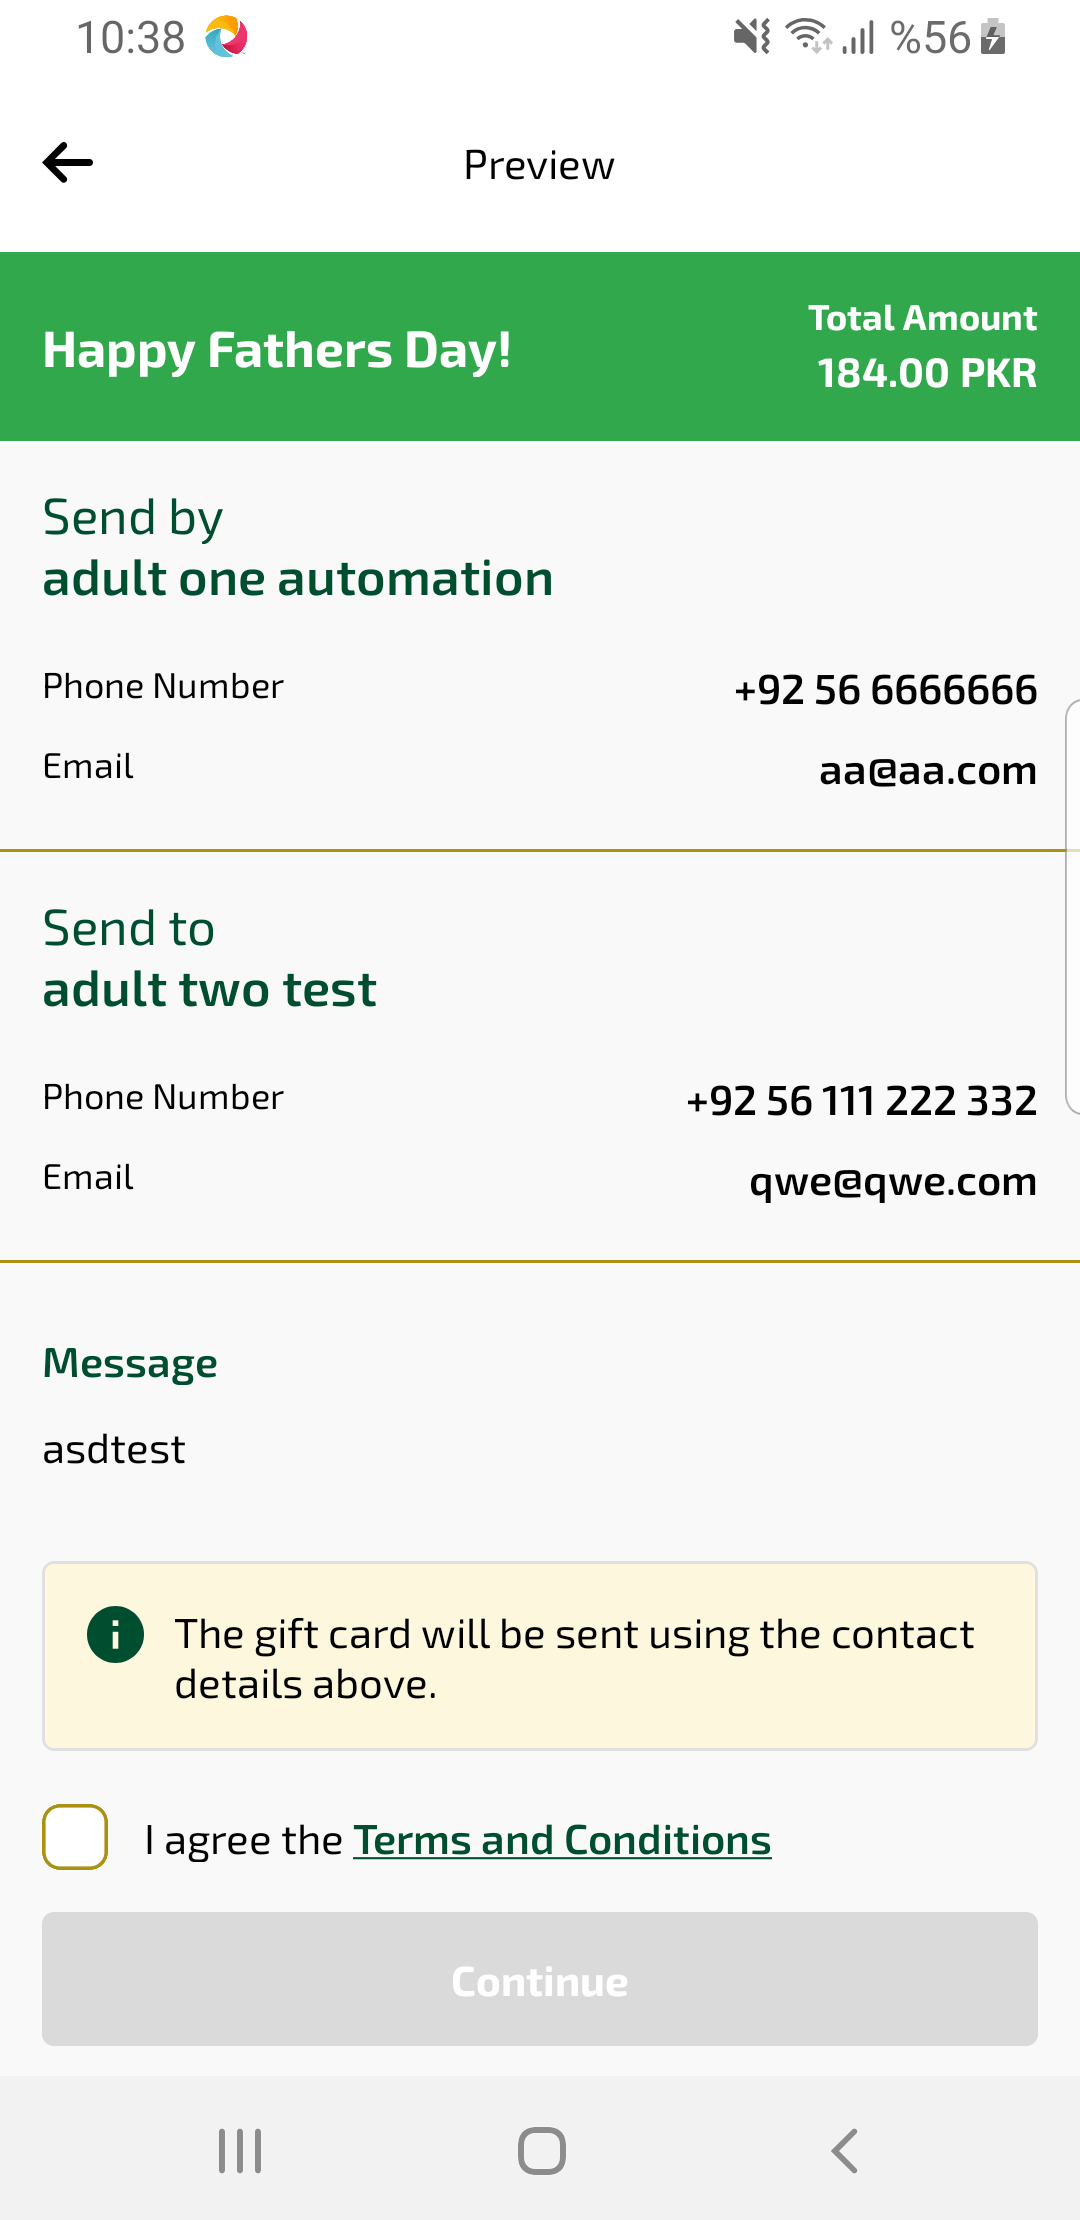 10:38
%56
Preview
Happy Fathers Day!
Total Amount
184.00 PKR
Send by
adult one automation
Phone Number
+92 56 6666666
Email
aa@aa.com
Send to
adult two test
Phone Number
+92 56 111 222 332
Email
qwe@qwe.com
Message
asdtest
The gift card will be sent using the contact
details above.
I agree the Terms and Conditions
Continue